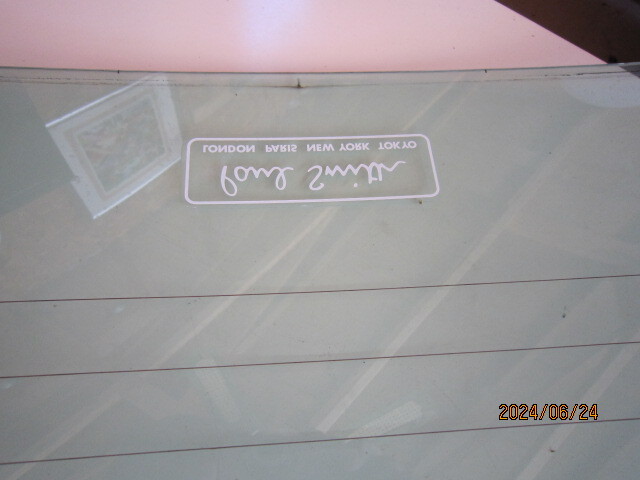 Paul Smith
LONDON PARIS NEW YORK TOKYO
2024/06/24